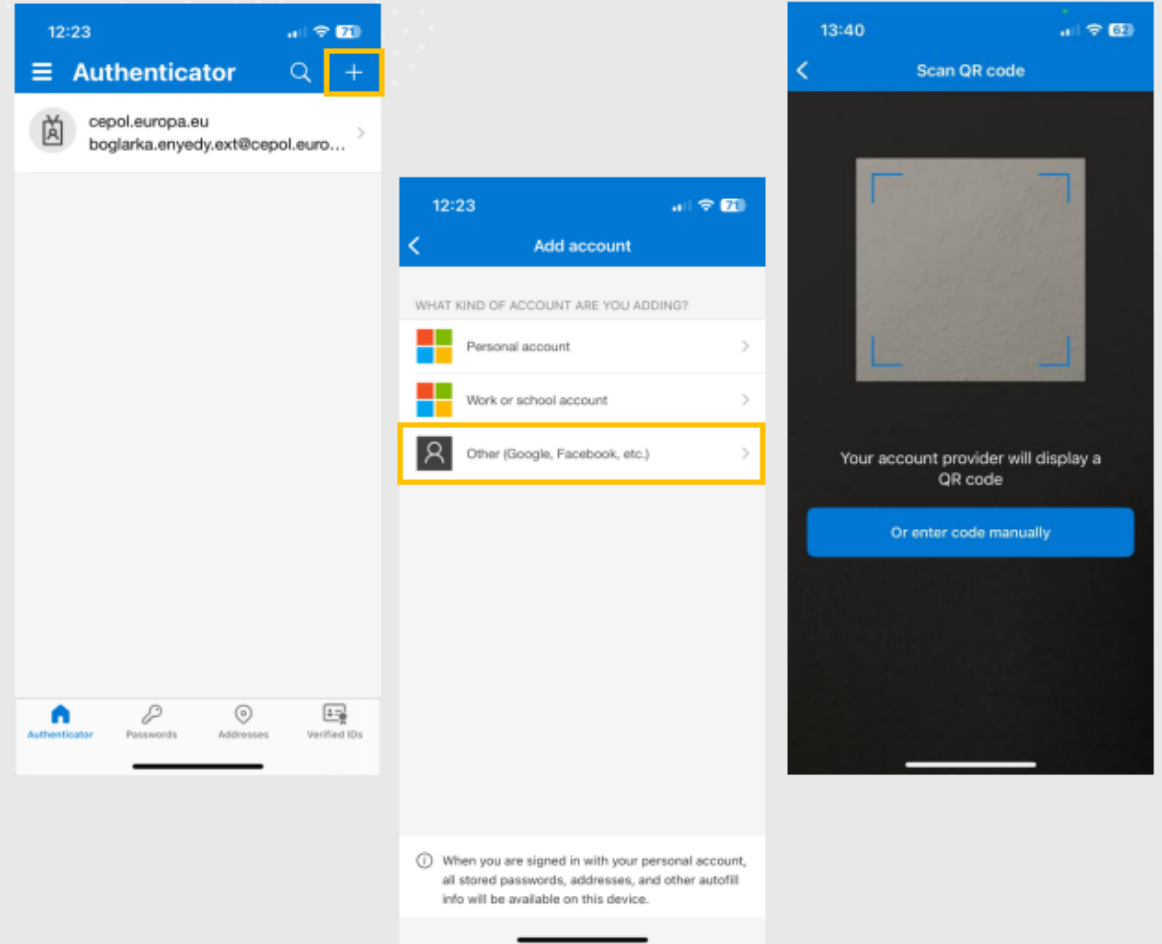 12:23
71
Authenticator
cepol.europa.eu
boglarka.enyedy.ext@cepol.euro...
Authenticator
Passwords
Addresses
Verified IDs
12:23
71
Add account
WHAT KIND OF ACCOUNT ARE YOU ADDING?
Personal account
Work or school account
Other (Google, Facebook, etc.)
When you are signed in with your personal account,
all stored passwords, addresses, and other autofill
info will be available on this device.
13:40
62
Scan QR code
Your account provider will display a
QR code
Or enter code manually